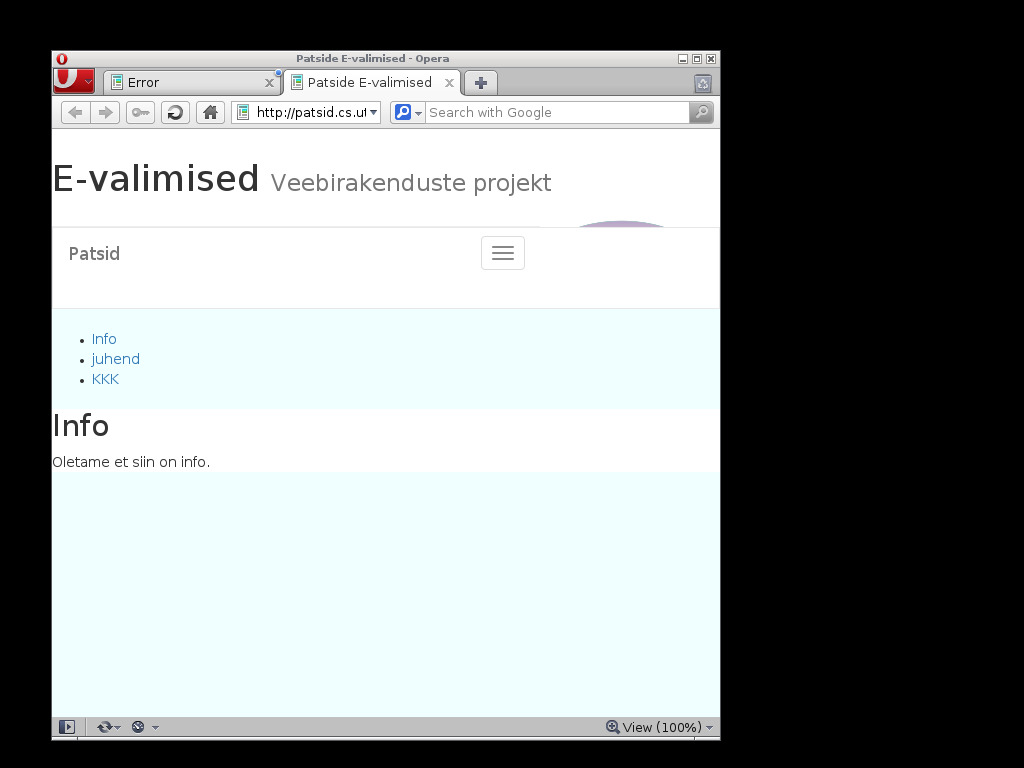 Patside E-valimised - Opera
Error
Patside E-valimised
http://patsid.cs.ut
Search with Google
E-valimised Veebirakenduste projekt
Patsid
Info
juhend
KKK
Info
Oletame et siin on info.
View (100%)